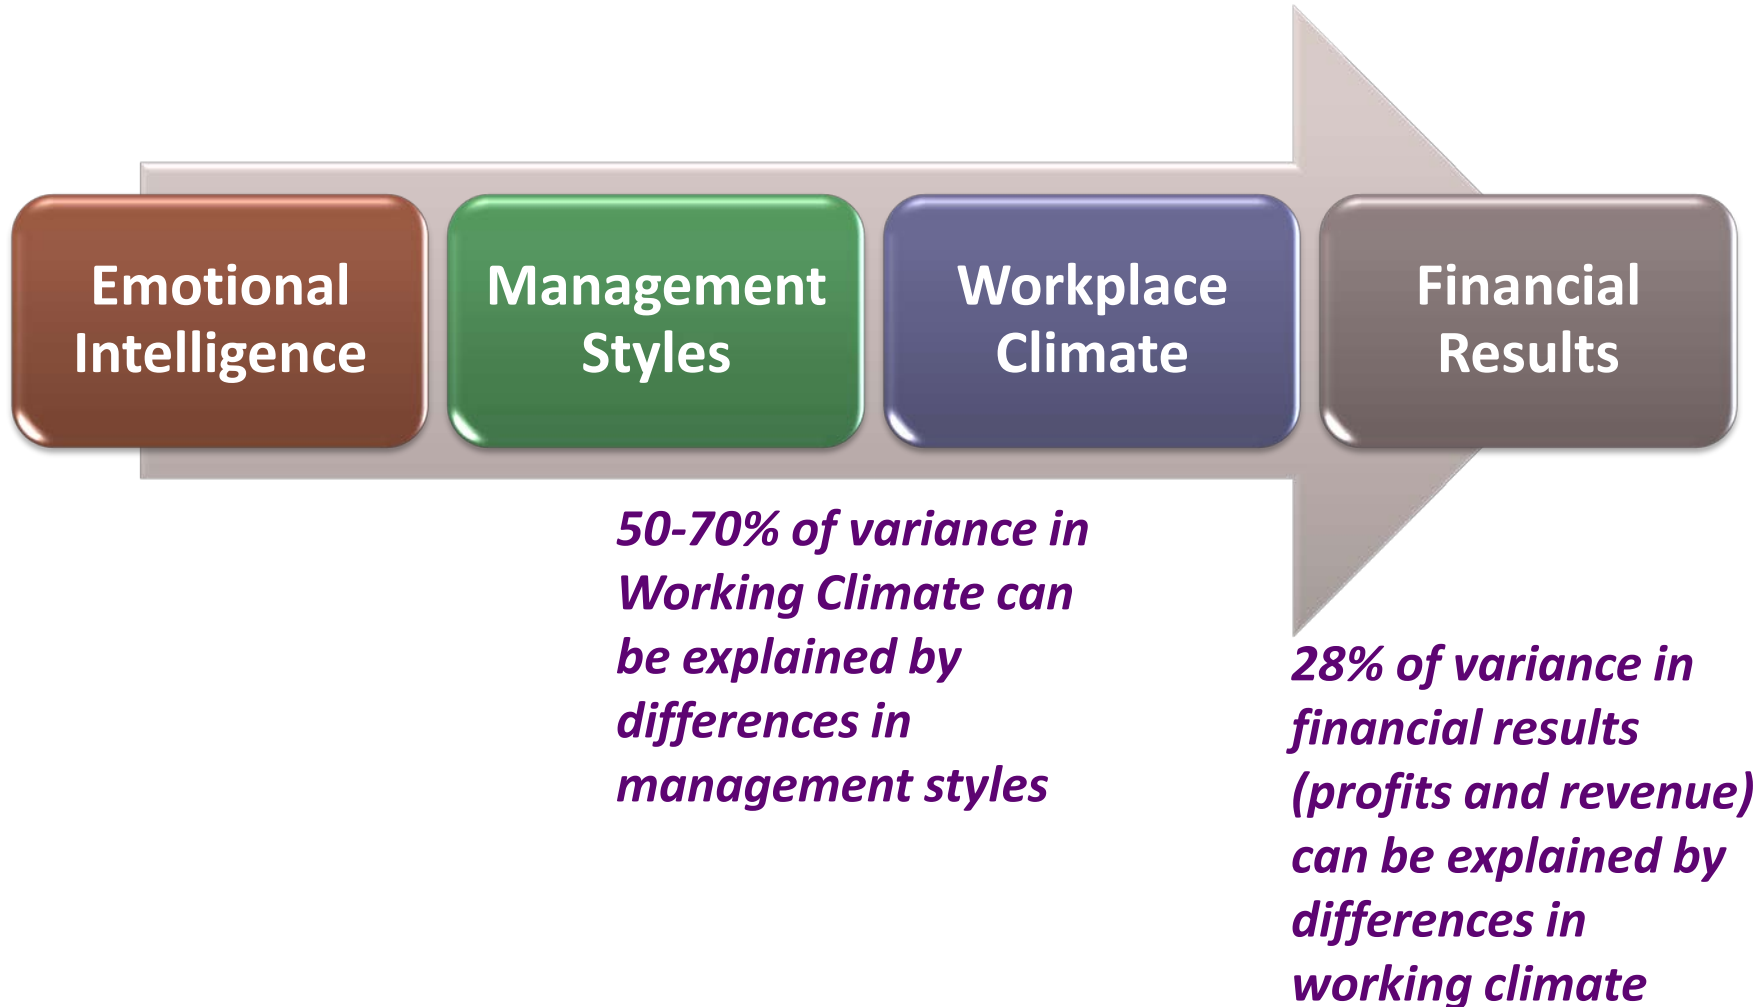 Emotional
Intelligence
Management
Styles
Workplace
Climate
Financial
Results
50-70% of variance in
Working Climate can
be explained by
differences in
management styles
28% of variance in
financial results
(profits and revenue)
can be explained by
differences in
working climate